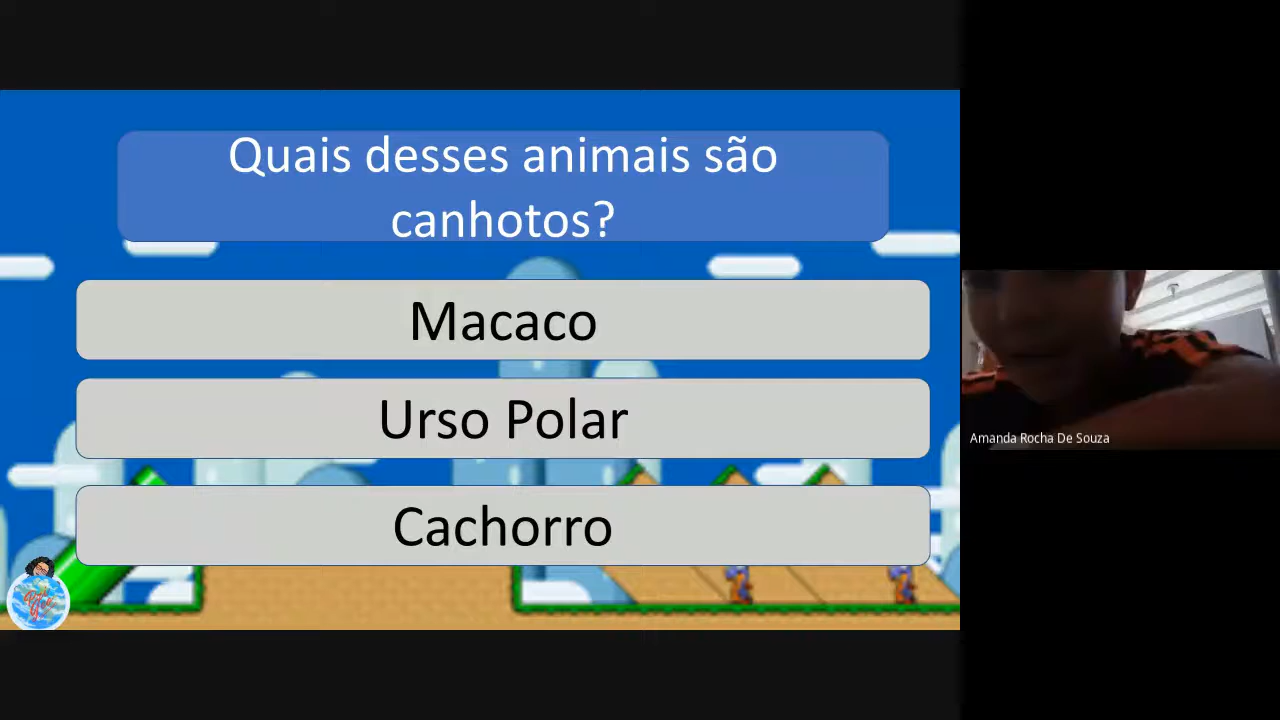 Quais desses animais são
canhotos?
Macaco
Urso Polar
Cachorro
Amanda Rocha De Souza